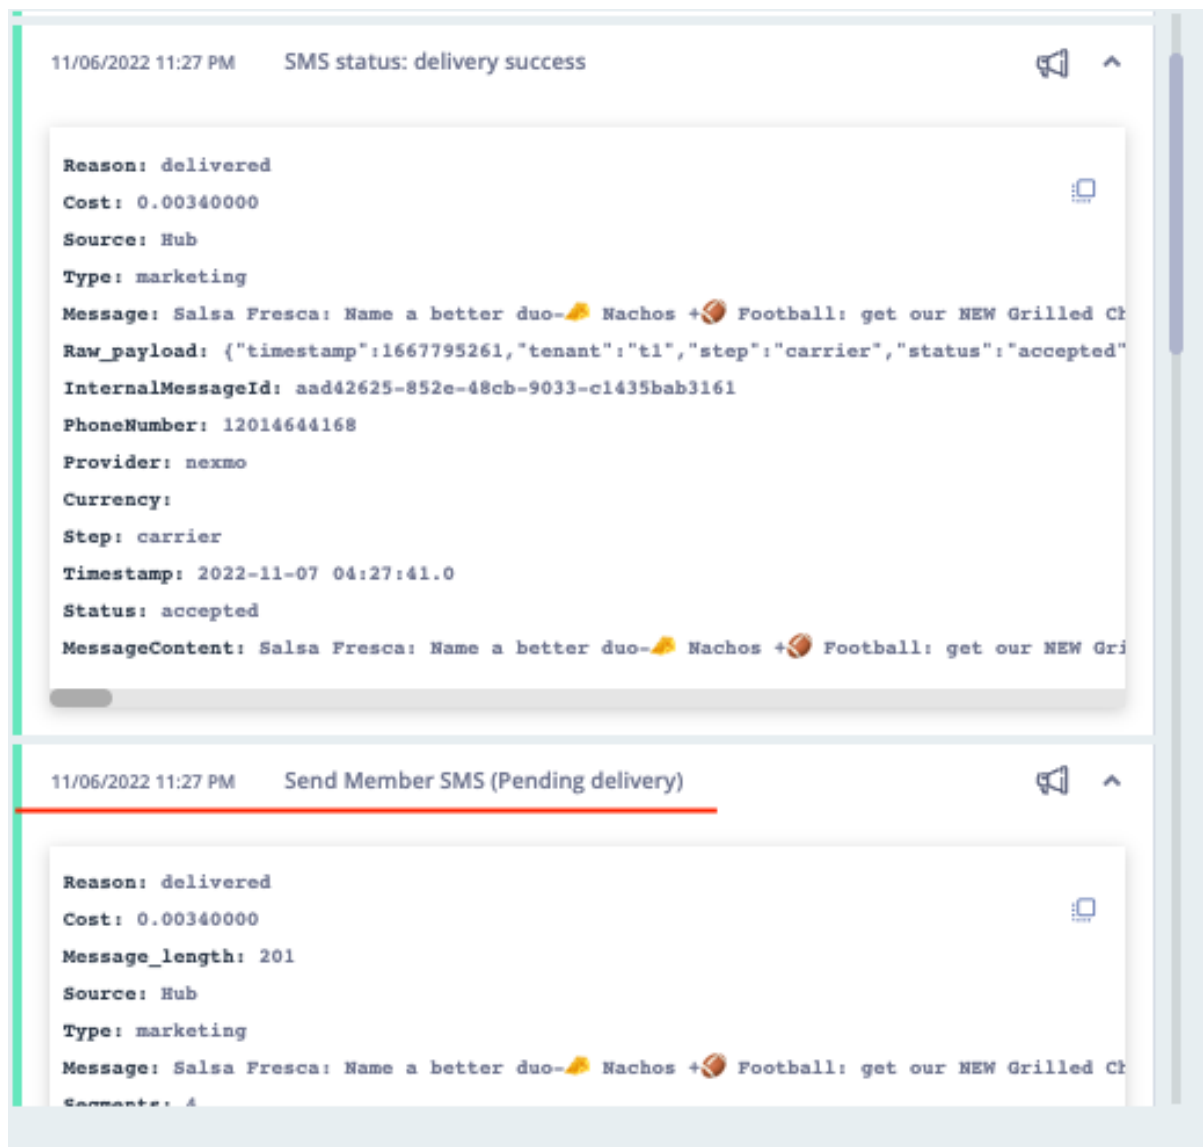 11/06/2022 11:27 PM SMS status: delivery success
Reason: delivered
Cost: 0.00340000
Source: Hub
Type: marketing
Message: Salsa Fresca: Name a better duo-🧀 Nachos +🏈 Football: get our NEW Grilled Ch
Raw_payload: {"timestamp":1667795261,"tenant":"t1","step":"carrier","status":"accepted"
InternalMessageId: aad42625-852e-48cb-9033-c1435bab3161
PhoneNumber: 12014644168
Provider: nexmo
Currency:
Step: carrier
Timestamp: 2022-11-07 04:27:41.0
Status: accepted
MessageContent: Salsa Fresca: Name a better duo-🧀 Nachos +🏈 Football: get our NEW Gri
11/06/2022 11:27 PM Send Member SMS (Pending delivery)
Reason: delivered
Cost: 0.00340000
Message_length: 201
Source: Hub
Type: marketing
Message: Salsa Fresca: Name a better duo-🧀 Nachos +🏈 Football: get our NEW Grilled Ch
Segments: 4